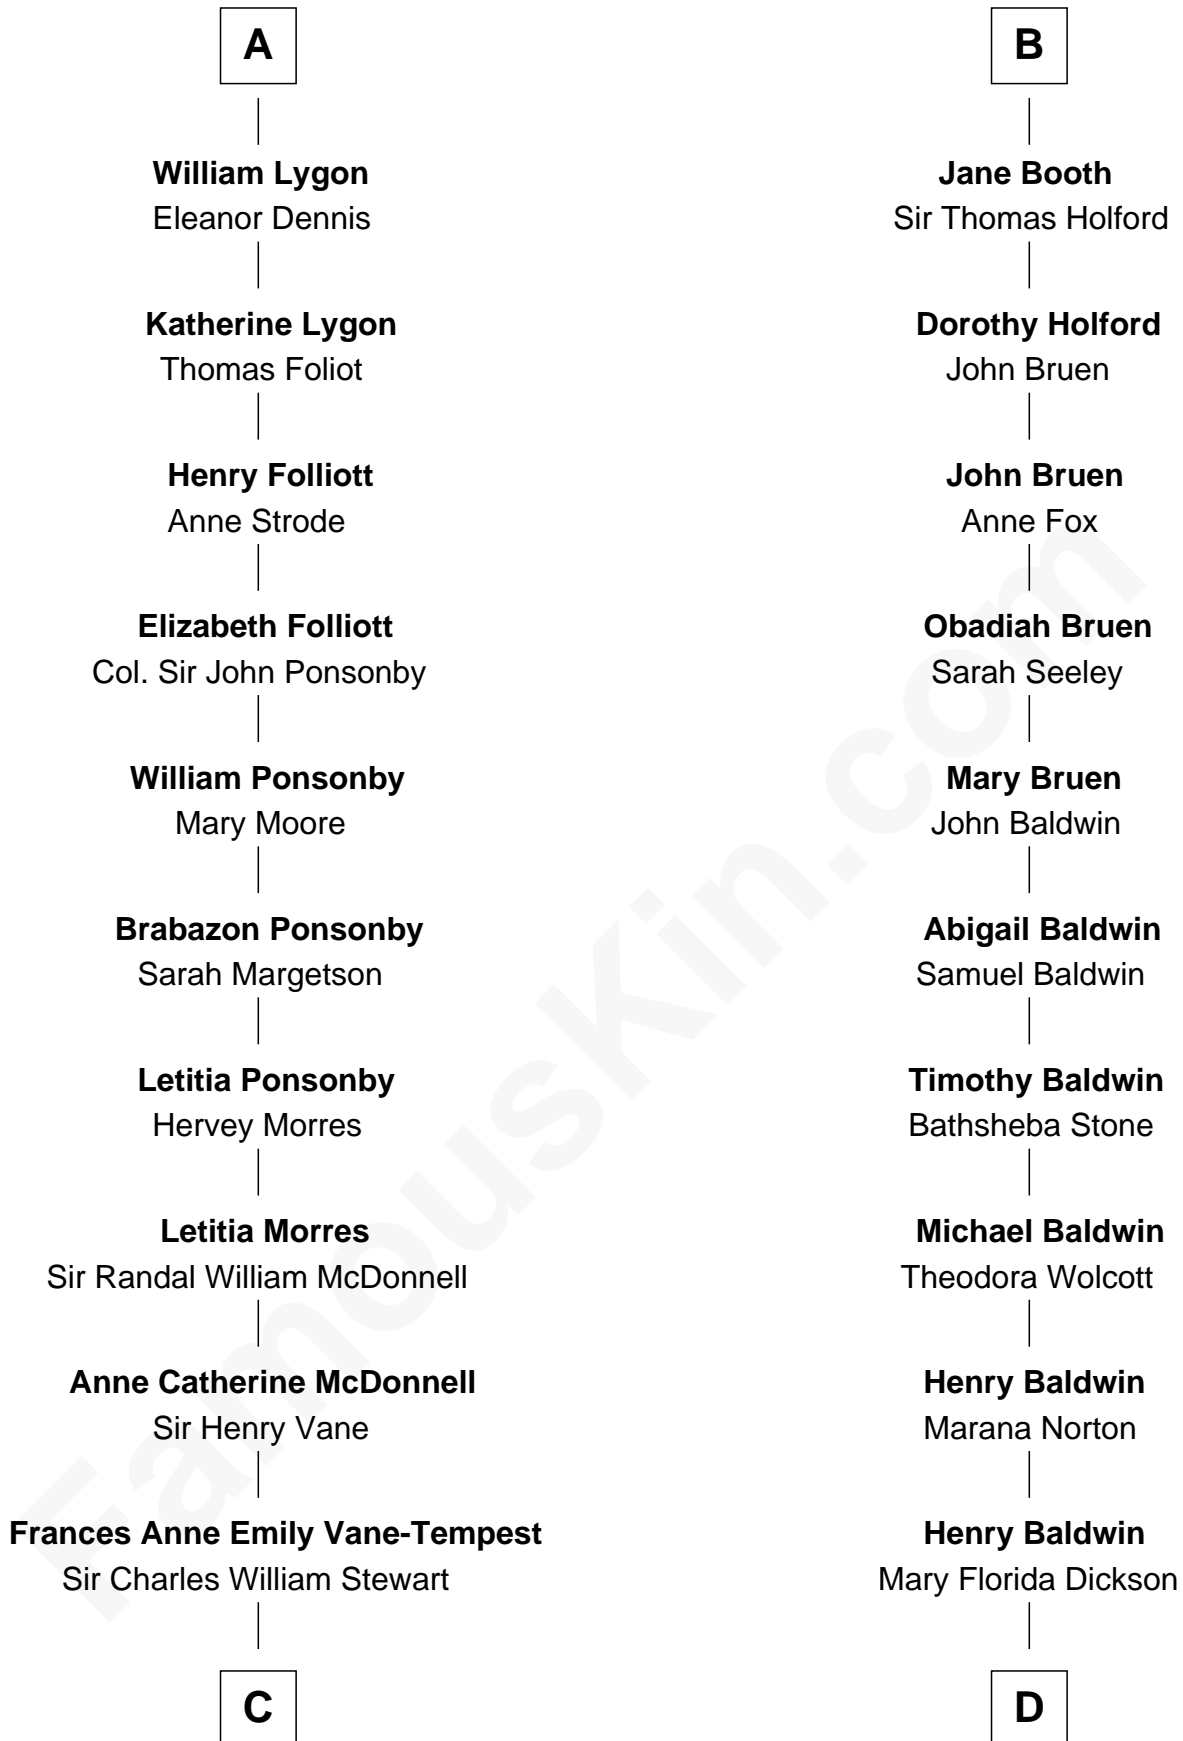 A
William Lygon
Eleanor Dennis
Katherine Lygon
Thomas Foliot
Henry Folliott
Anne Strode
Elizabeth Folliott
Col. Sir John Ponsonby
William Ponsonby
Mary Moore
Brabazon Ponsonby
Sarah Margetson
Letitia Ponsonby
Hervey Morres
Letitia Morres
Sir Randal William McDonnell
Anne Catherine McDonnell
Sir Henry Vane
Frances Anne Emily Vane-Tempest
Sir Charles William Stewart
C
B
Jane Booth
Sir Thomas Holford
Dorothy Holford
John Bruen
John Bruen
Anne Fox
Obadiah Bruen
Sarah Seeley
Mary Bruen
John Baldwin
Abigail Baldwin
Samuel Baldwin
Timothy Baldwin
Bathsheba Stone
Michael Baldwin
Theodora Wolcott
Henry Baldwin
Marana Norton
Henry Baldwin
Mary Florida Dickson
D
FamousKin.com